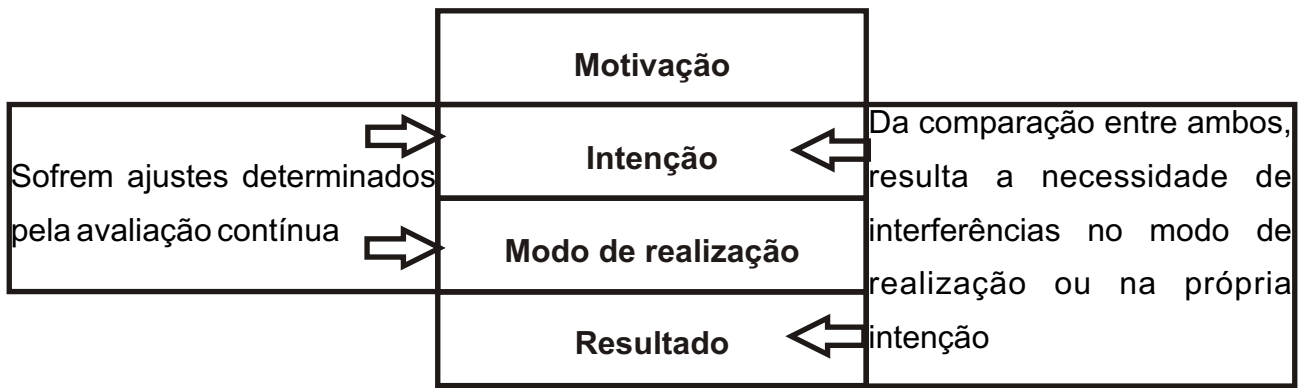 Motivação
Intenção
Modo de realização
Resultado
Sofrem ajustes determinados
pela avaliação contínua
Da comparação entre ambos,
resulta a necessidade de
interferências no modo de
realização ou na própria
intenção